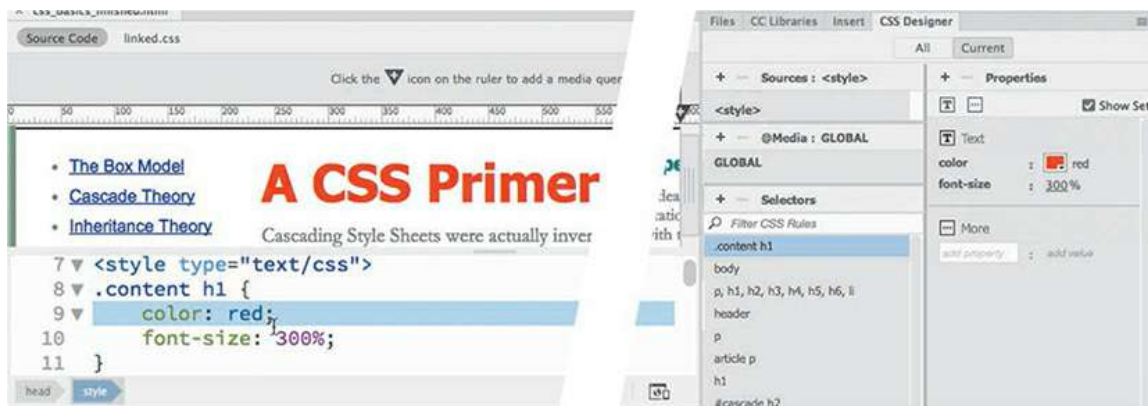 css_basics_finished.html
Source Code linked.css
Click the icon on the ruler to add a media quer
0 50 100 150 200 250 300 350 400 450 500 550
The Box Model
Cascade Theory
Inheritance Theory
A CSS Primer
Cascading Style Sheets were actually inver
7 <style type="text/css">
8 .content h1 {
9 color: red;
10 font-size: 300%;
11 }
head style
Files CC Libraries Insert CSS Designer
All Current
+ − Sources : <style>
<style>
+ − @Media : GLOBAL
GLOBAL
+ − Selectors
Filter CSS Rules
.content h1
body
p, h1, h2, h3, h4, h5, h6, li
header
p
article p
h1
#cascade h2
+ − Properties
T Show Set
T Text
color : red
font-size : 300 %
More
add property : add value